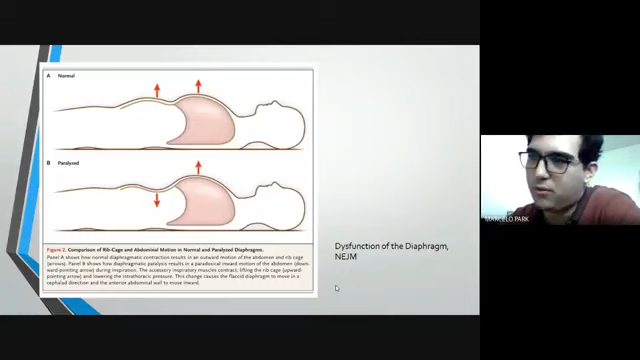 A Normal
B Paralyzed
Figure 2. Comparison of Rib-Cage and Abdominal Motion in Normal and Paralyzed Diaphragms.
Panel A shows how normal diaphragmatic contraction results in an outward motion of the abdomen and rib cage
(arrows). Panel B shows how diaphragmatic paralysis results in a paradoxical inward motion of the abdomen (down-
ward-pointing arrow) during inspiration. The accessory inspiratory muscles contract, lifting the rib cage (upward-
pointing arrow) and lowering the intrathoracic pressure. This change causes the flaccid diaphragm to move in a
cephalad direction and the anterior abdominal wall to move inward.
Dysfunction of the Diaphragm,
NEJM
MARCELO PARK